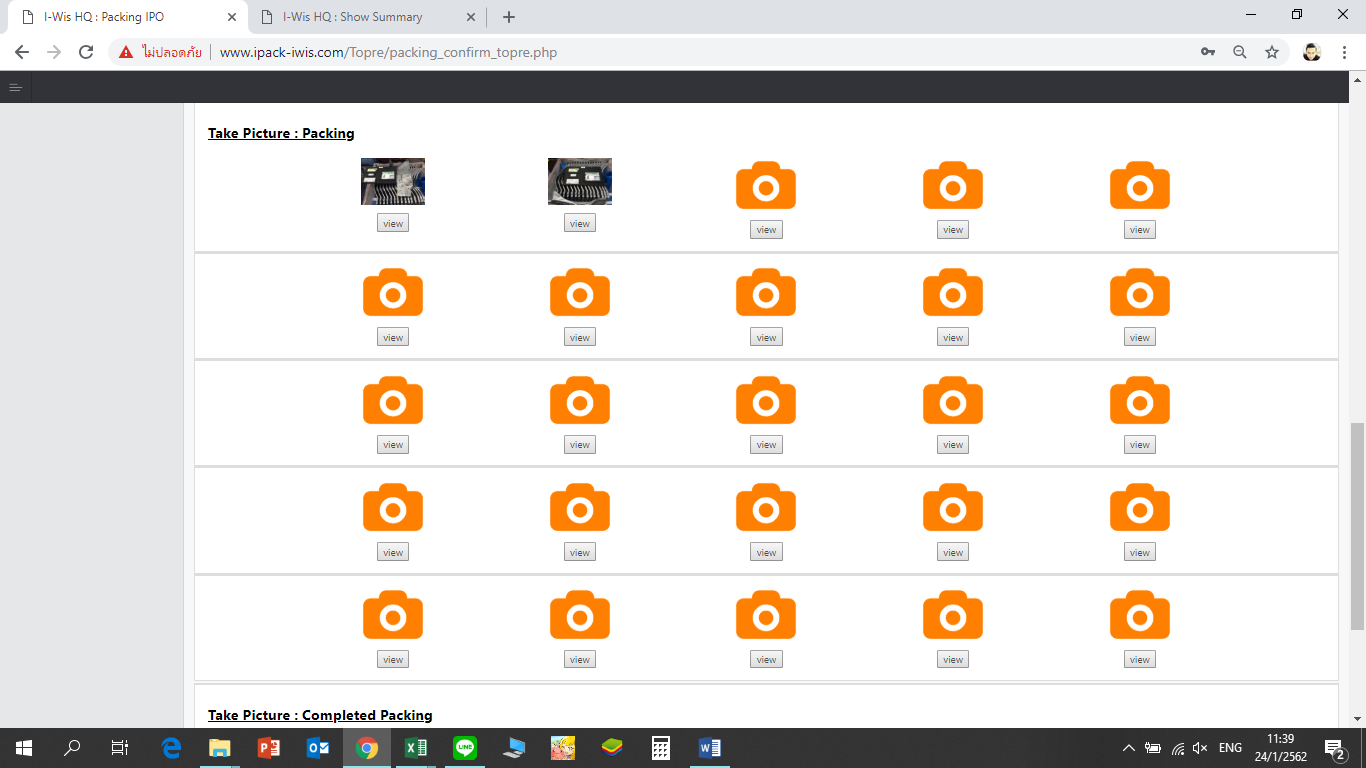 I-Wis HQ : Packing IPO
I-Wis HQ : Show Summary
ไม่ปลอดภัย www.ipack-iwis.com/Topre/packing_confirm_topre.php
Take Picture : Packing
view view view view view
view view view view view
view view view view view
view view view view view
view view view view view
Take Picture : Completed Packing
ENG
11:39
24/1/2562
2
LINE